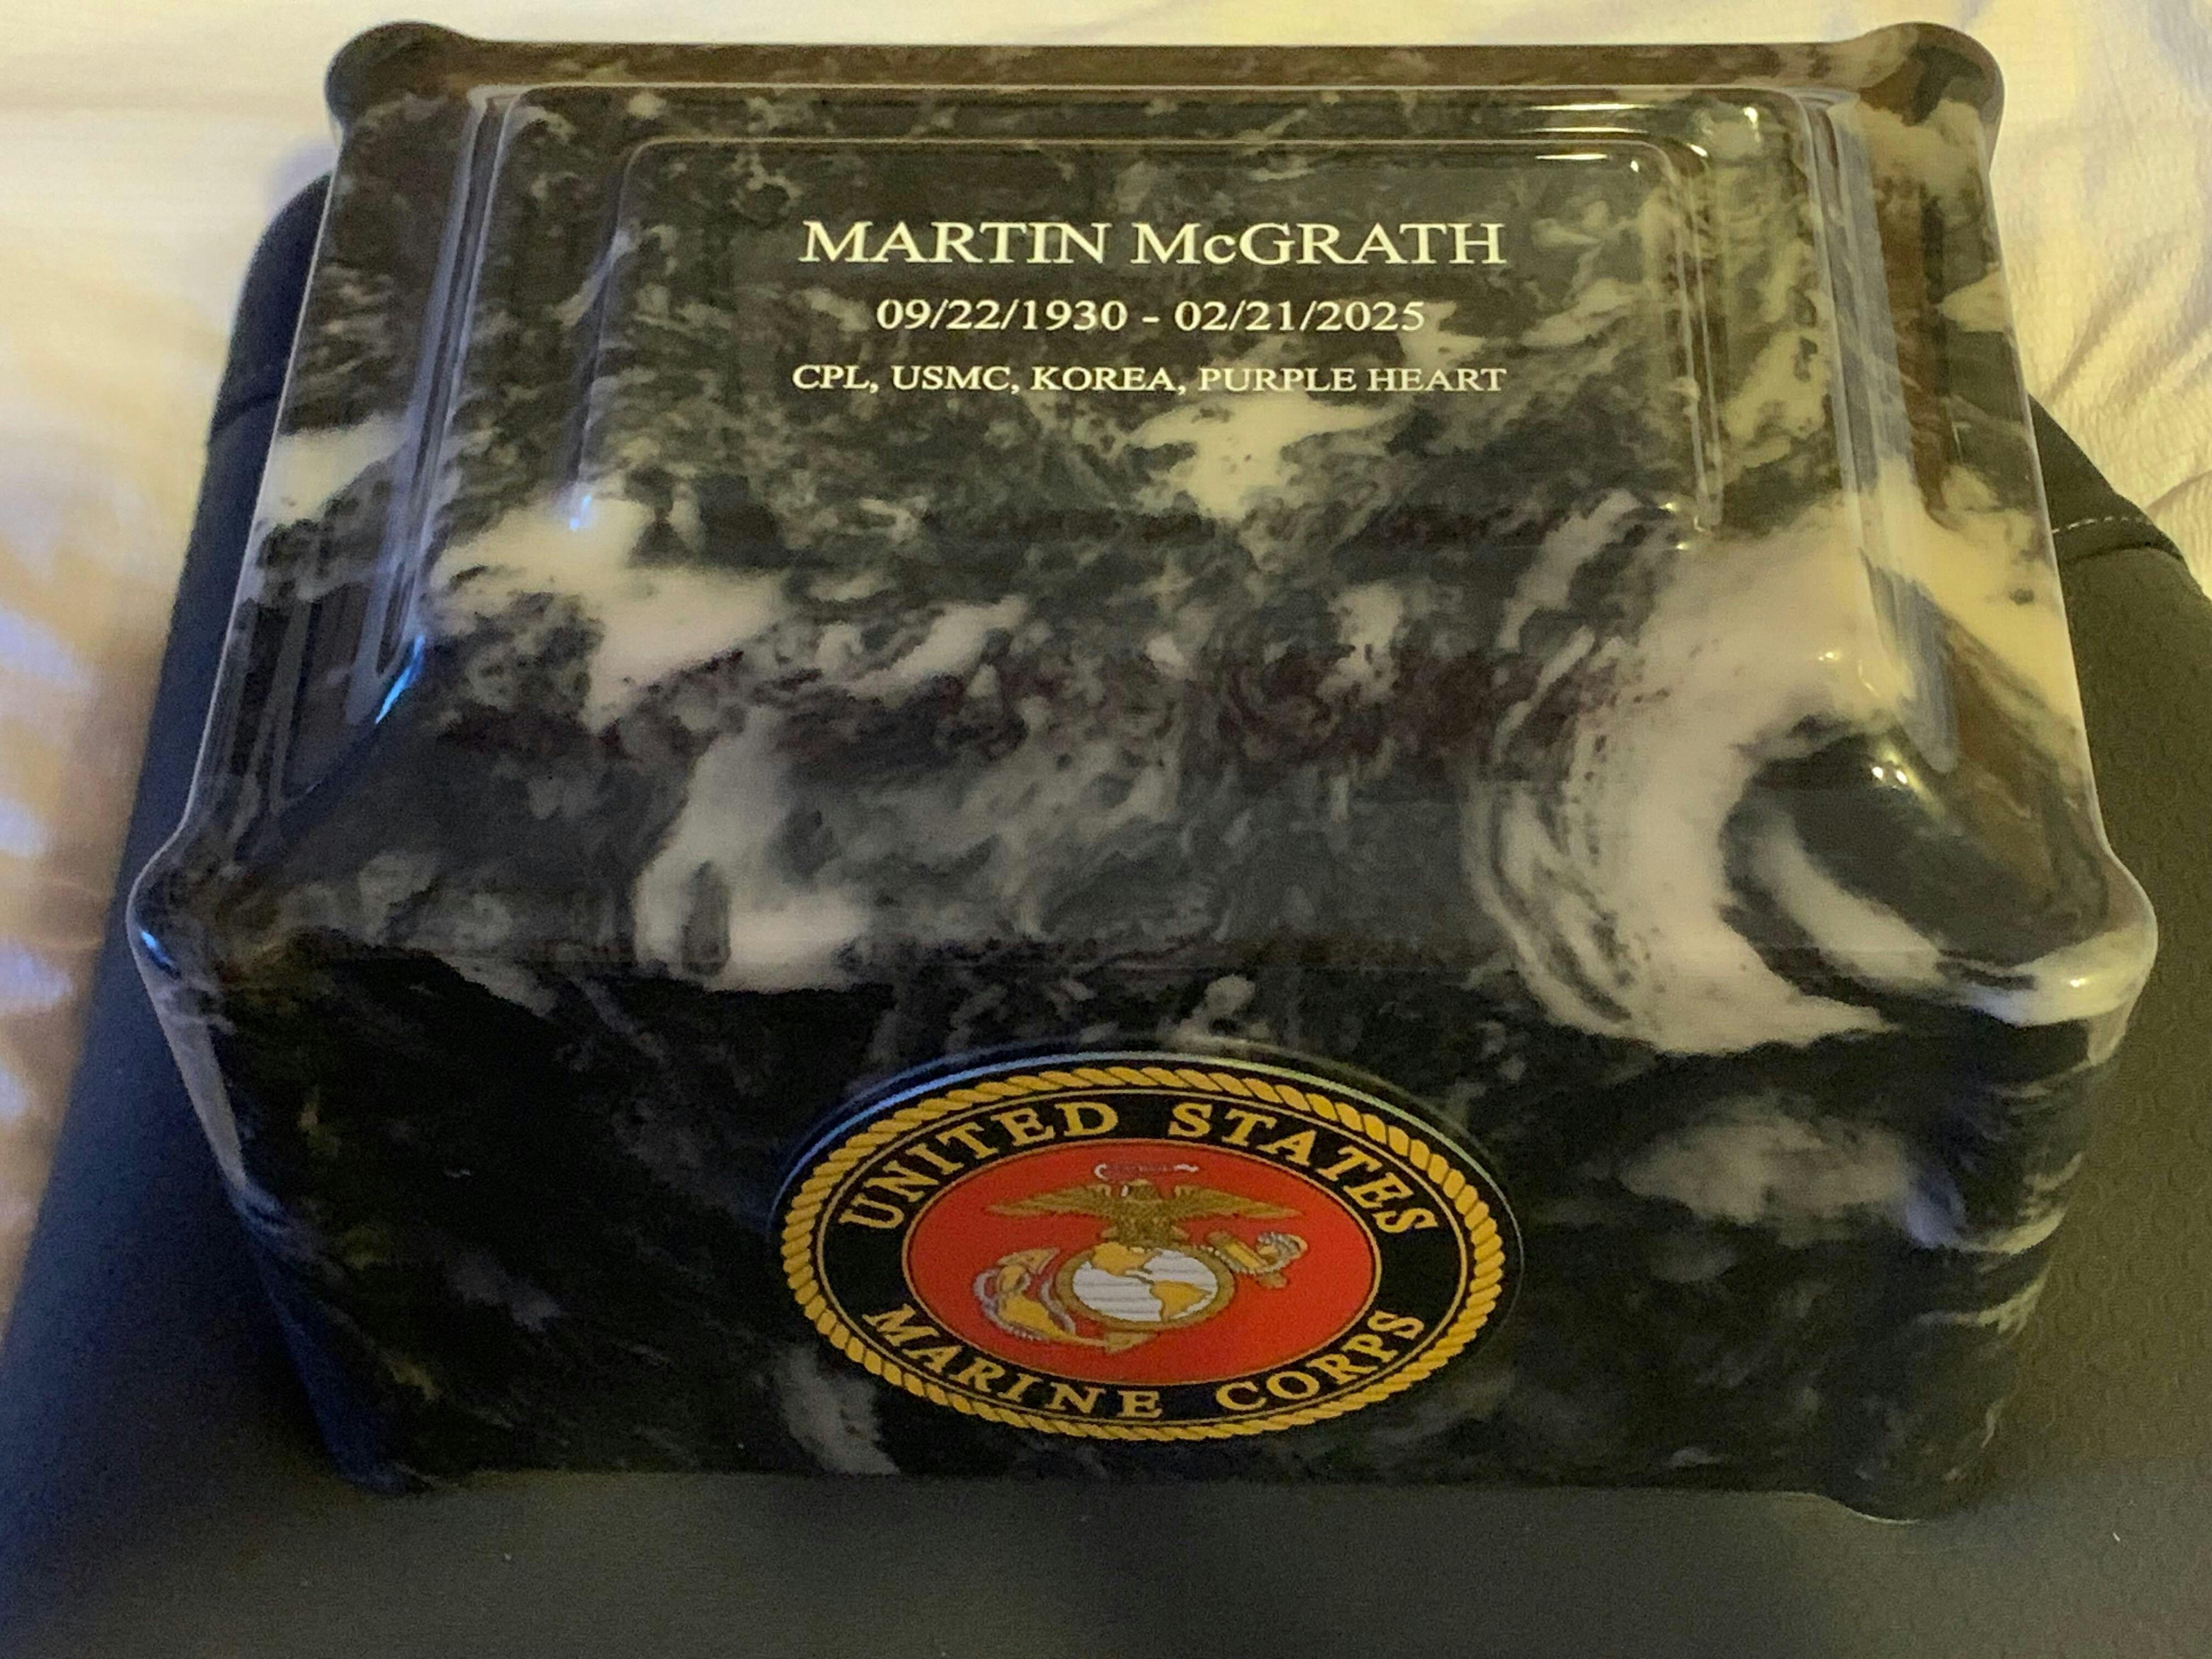 MARTIN McGRATH
09/22/1930 - 02/21/2025
CPL, USMC, KOREA, PURPLE HEART
UNITED STATES
MARINE CORPS